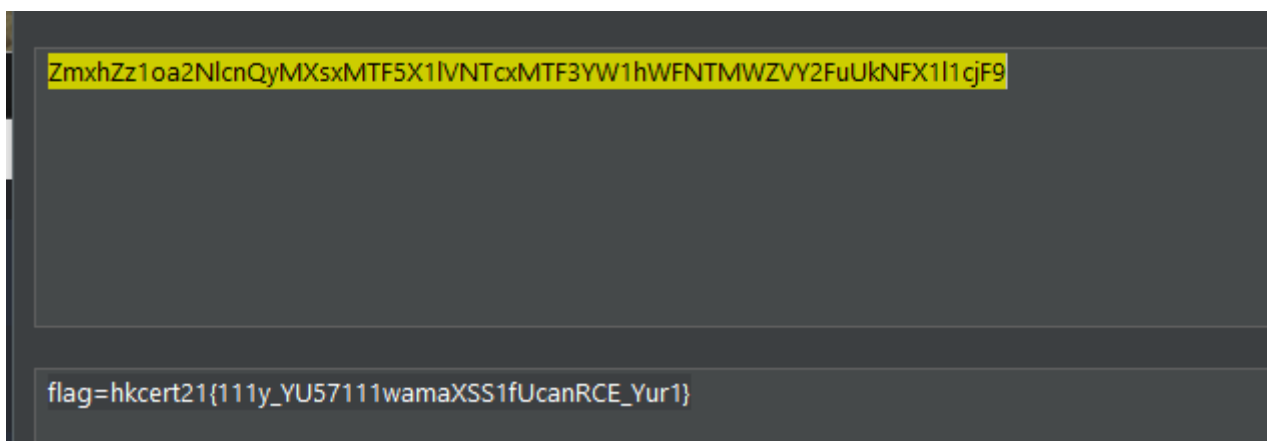 ZmxhZz1oa2NlcnQyMXsxMTF5X1lVNTcxMTF3YW1hWFNTMWZVY2FuUkNFX1l1cjF9
flag=hkcert21{111y_YU57111wamaXSS1fUcanRCE_Yur1}